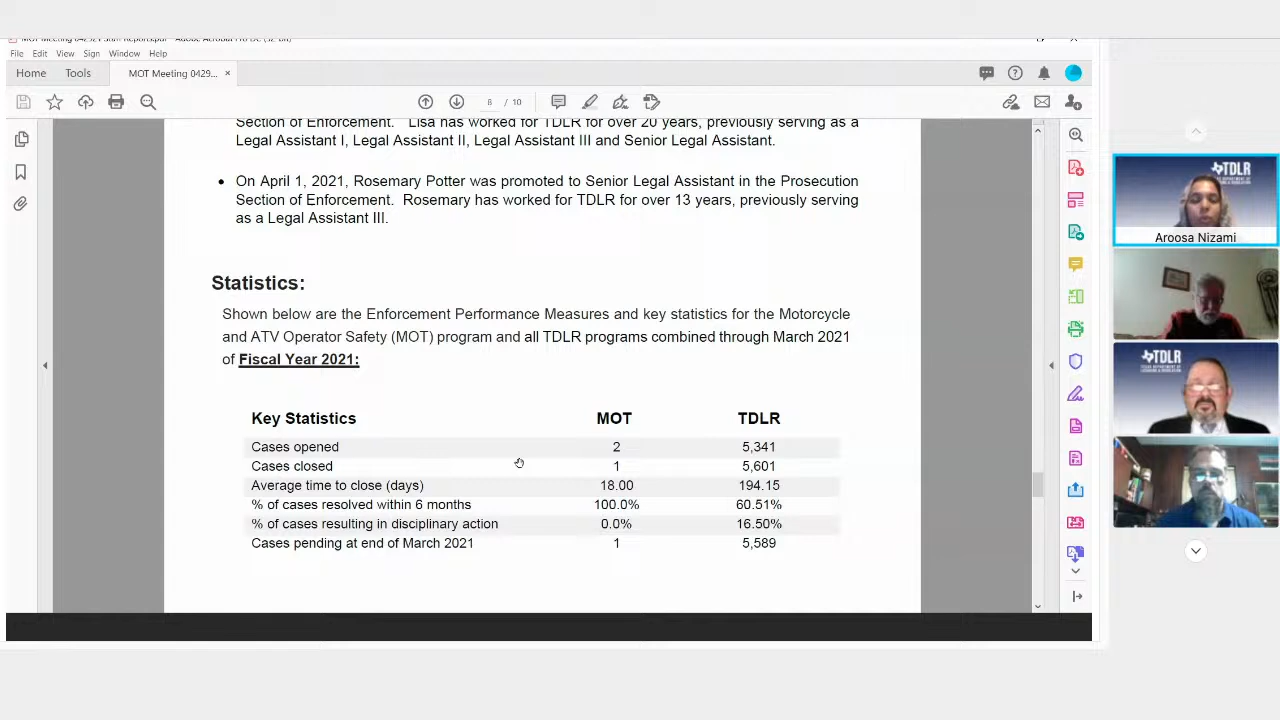 File Edit View Sign Window Help
Home Tools MOT Meeting 0429... ×
8 / 10
Section of Enforcement. Lisa has worked for TDLR for over 20 years, previously serving as a
Legal Assistant I, Legal Assistant II, Legal Assistant III and Senior Legal Assistant.
• On April 1, 2021, Rosemary Potter was promoted to Senior Legal Assistant in the Prosecution
Section of Enforcement. Rosemary has worked for TDLR for over 13 years, previously serving
as a Legal Assistant III.
Statistics:
Shown below are the Enforcement Performance Measures and key statistics for the Motorcycle
and ATV Operator Safety (MOT) program and all TDLR programs combined through March 2021
of Fiscal Year 2021:
Key Statistics MOT TDLR
Cases opened 2 5,341
Cases closed 1 5,601
Average time to close (days) 18.00 194.15
% of cases resolved within 6 months 100.0% 60.51%
% of cases resulting in disciplinary action 0.0% 16.50%
Cases pending at end of March 2021 1 5,589
TDLR
Aroosa Nizami
TDLR